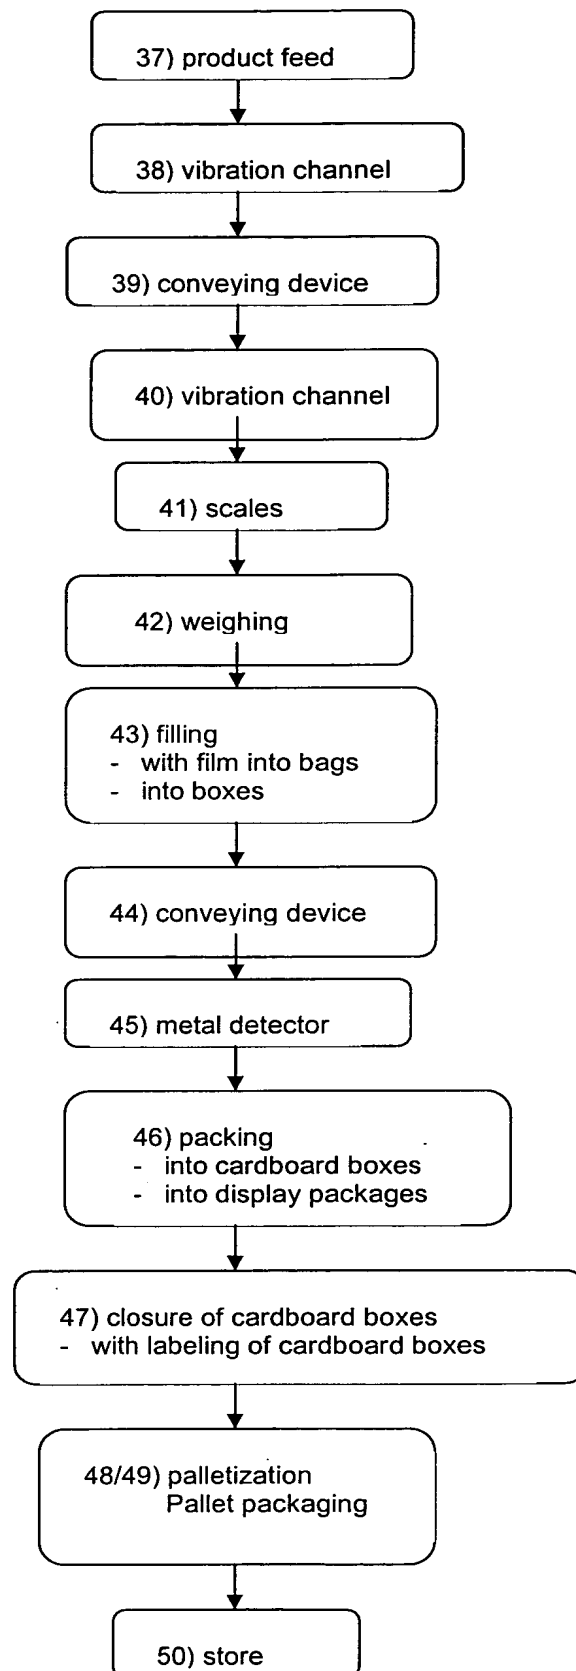 37) product feed
38) vibration channel
39) conveying device
40) vibration channel
41) scales
42) weighing
43) filling
- with film into bags
- into boxes
44) conveying device
45) metal detector
46) packing
- into cardboard boxes
- into display packages
47) closure of cardboard boxes
- with labeling of cardboard boxes
48/49) palletization
Pallet packaging
50) store